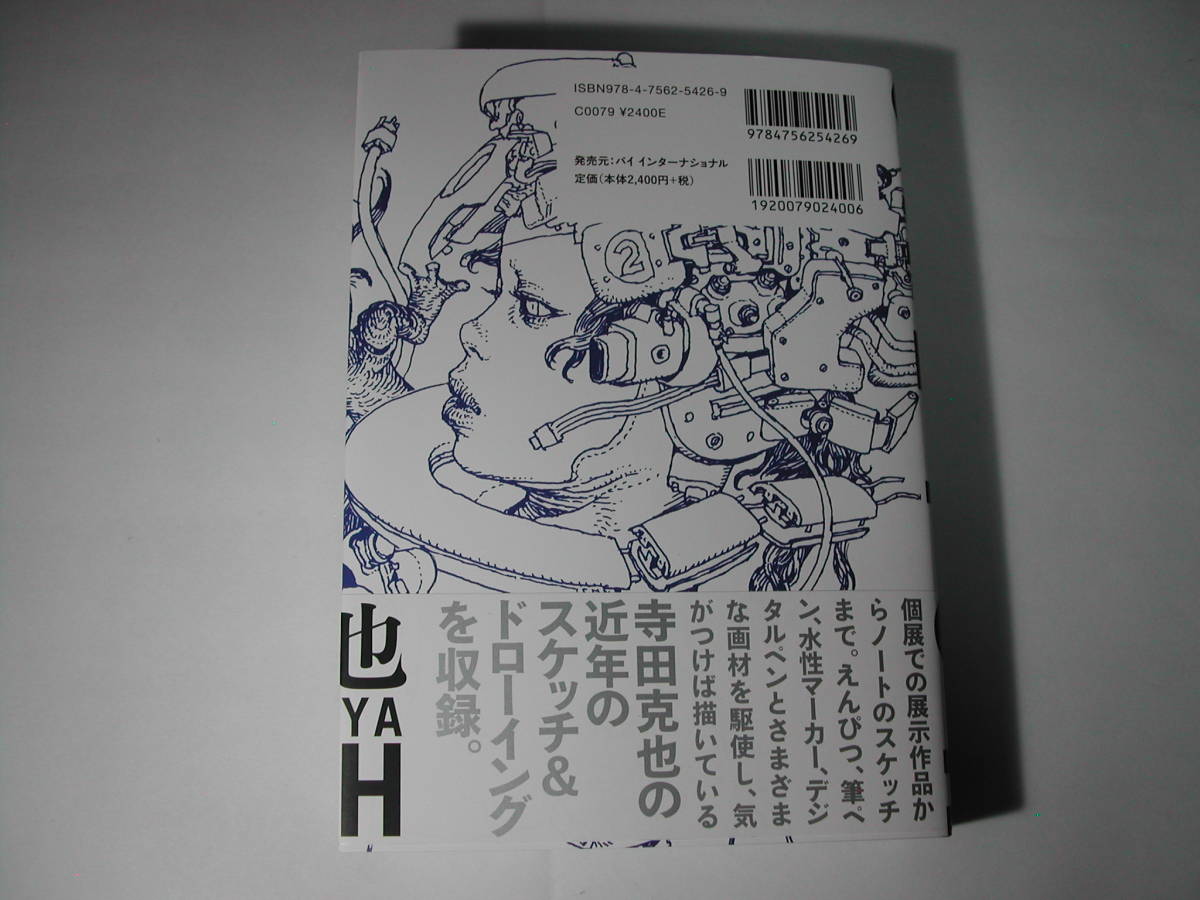 ISBN978-4-7562-5426-9
C0079 ¥2400E
9784756254269
発売元:パイ インターナショナル
定価(本体2,400円+税)
1920079024006
2
個展での展示作品か
らノートのスケッチ
まで。えんぴつ、筆ペ
ン、水性マーカー、デジ
タルペンとさまざま
な画材を駆使し、気
がつけば描いている
寺田克也の
近年の
スケッチ&
ドローイング
を収録。
也
YA
H